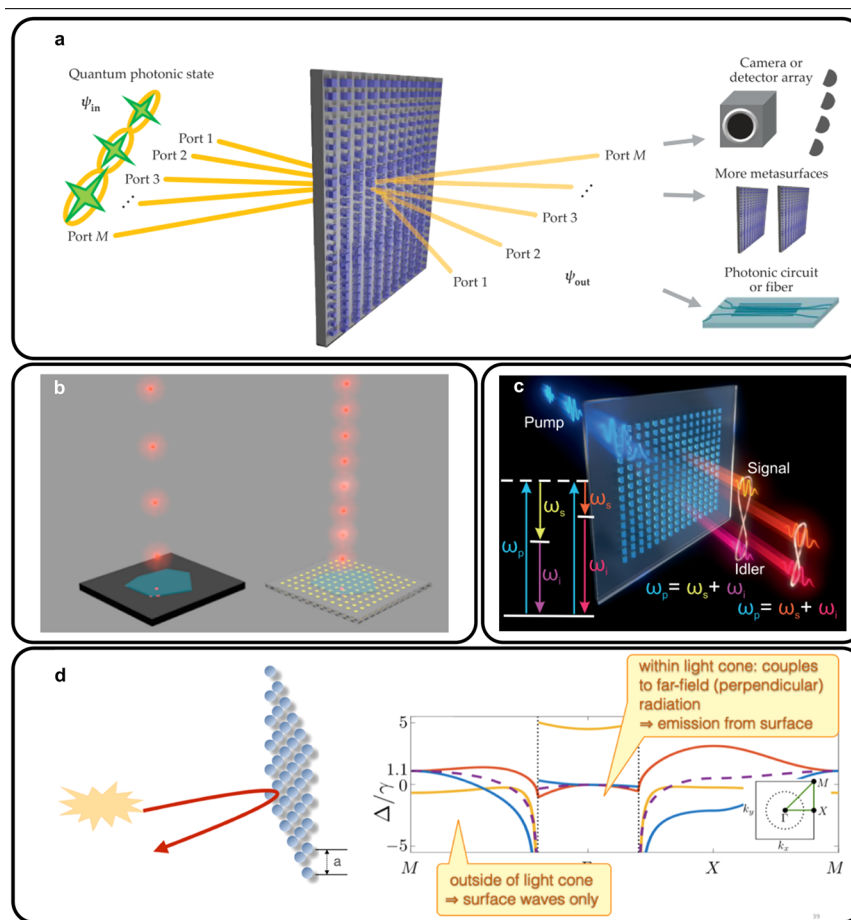 a
Quantum photonic state
ψin
Port 1
Port 2
Port 3
⋮
Port M
Port M
⋮
Port 3
Port 2
Port 1
ψout
Camera or
detector array
More metasurfaces
Photonic circuit
or fiber
b
c
Pump
Signal
Idler
ωp
ωs
ωi
ωp
ωs
ωi
ωp = ωs + ωi
ωp = ωs + ωi
d
a
within light cone: couples
to far-field (perpendicular)
radiation
⇒ emission from surface
Δ/γ
5
1.1
0
−5
M
X
M
ky
kx
M
Γ
X
outside of light cone
⇒ surface waves only